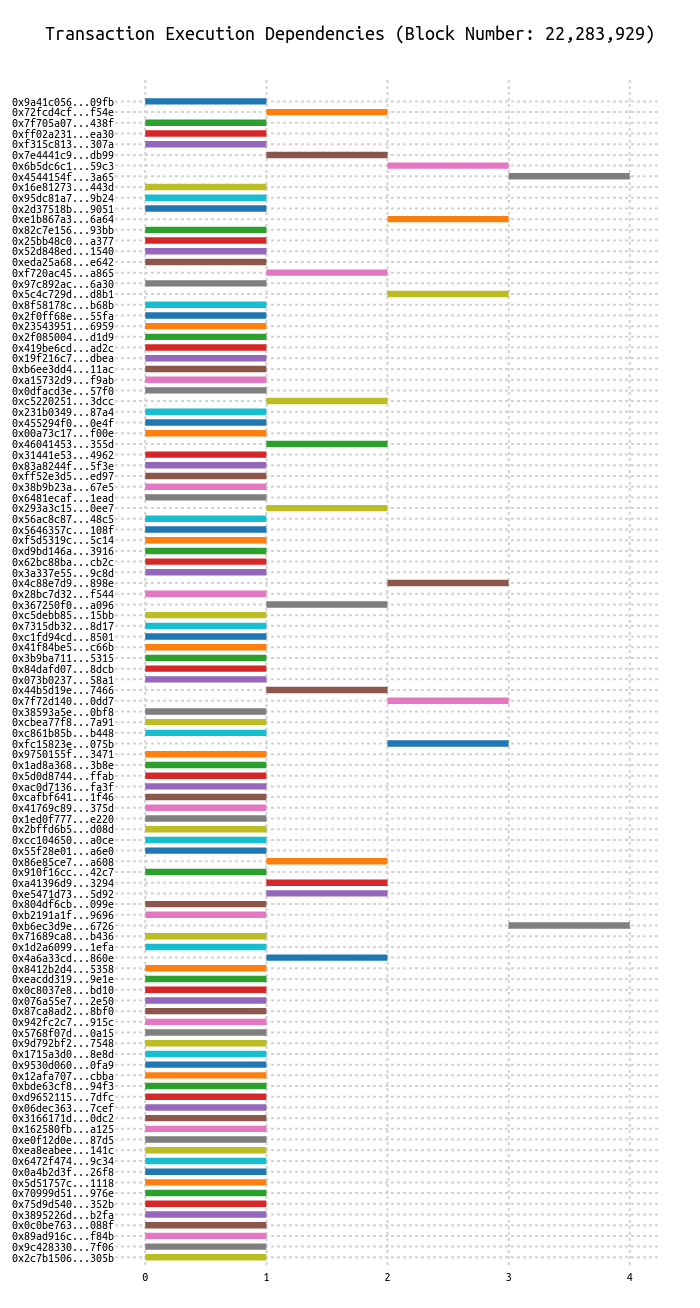 Transaction Execution Dependencies (Block Number: 22,283,929)
0x9a41c056...09fb
0x72fcd4cf...f54e
0x7f705a07...438f
0xff02a231...ea30
0xf315c813...307a
0x7e4441c9...db99
0x6b5dc6c1...59c3
0x4544154f...3a65
0x16e81273...443d
0x95dc81a7...9b24
0x2d37518b...9051
0xe1b867a3...6a64
0x82c7e156...93bb
0x25bb48c0...a377
0x52d848ed...1540
0xeda25a68...e642
0xf720ac45...a865
0x97c892ac...6a30
0x5c4c729d...d8b1
0x8f58178c...b68b
0x2f0ff68e...55fa
0x23543951...6959
0x2f085004...d1d9
0x419be6cd...ad2c
0x19f216c7...dbea
0xb6ee3dd4...11ac
0xa15732d9...f9ab
0x0dfacd3e...57f0
0xc5220251...3dcc
0x231b0349...87a4
0x455294f0...0e4f
0x00a73c17...f00e
0x46041453...355d
0x31441e53...4962
0x83a8244f...5f3e
0xff52e3d5...ed97
0x38b9b23a...67e5
0x6481ecaf...1ead
0x293a3c15...0ee7
0x56ac8c87...48c5
0x5646357c...108f
0xf5d5319c...5c14
0xd9bd146a...3916
0x62bc88ba...cb2c
0x3a337e55...9c8d
0x4c88e7d9...898e
0x28bc7d32...f544
0x367250f0...a096
0xc5debb85...15bb
0x7315db32...8d17
0xc1fd94cd...8501
0x41f84be5...c66b
0x3b9ba711...5315
0x84dafd07...8dcb
0x073b0237...58a1
0x44b5d19e...7466
0x7f72d140...0dd7
0x38593a5e...0bf8
0xcbea77f8...7a91
0xc861b85b...b448
0xfc15823e...075b
0x9750155f...3471
0x1ad8a368...3b8e
0x5d0d8744...ffab
0xac0d7136...fa3f
0xcafbf641...1f46
0x41769c89...375d
0x1ed0f777...e220
0x2bffd6b5...d08d
0xcc104650...a0ce
0x55f28e01...a6e0
0x86e85ce7...a608
0x910f16cc...42c7
0xa41396d9...3294
0xe5471d73...5d92
0x804df6cb...099e
0xb2191a1f...9696
0xb6ec3d9e...6726
0x71689ca8...b436
0x1d2a6099...1efa
0x4a6a33cd...860e
0x8412b2d4...5358
0xeacdd319...9e1e
0x0c8037e8...bd10
0x076a55e7...2e50
0x87ca8ad2...8bf0
0x942fc2c7...915c
0x5768f07d...0a15
0x9d792bf2...7548
0x1715a3d0...8e8d
0x9530d060...0fa9
0x12afa707...cbba
0xbde63cf8...94f3
0xd9652115...7dfc
0x06dec363...7cef
0x3166171d...0dc2
0x162580fb...a125
0xe0f12d0e...87d5
0xea8eabee...141c
0x6472f474...9c34
0x0a4b2d3f...26f8
0x5d51757c...1118
0x70999d51...976e
0x75d9d540...352b
0x3895226d...b2fa
0x0c0be763...088f
0x89ad916c...f84b
0x9c428330...7f06
0x2c7b1506...305b
0 1 2 3 4